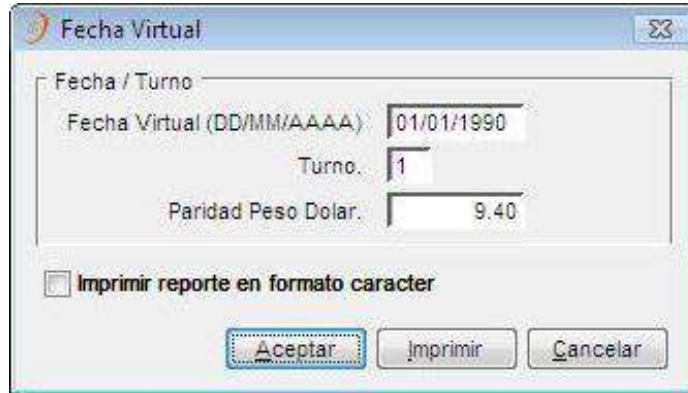 Fecha Virtual
Fecha / Turno
Fecha Virtual (DD/MM/AAAA) 01/01/1990
Turno. 1
Paridad Peso Dolar. 9.40
Imprimir reporte en formato caracter
Aceptar Imprimir Cancelar